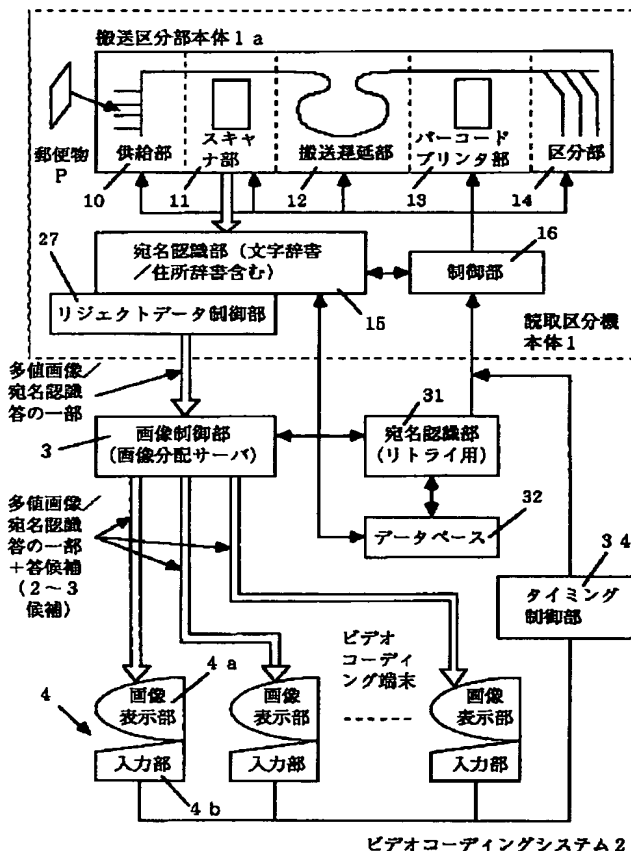 搬送区分部本体１ａ
郵便物
Ｐ
供給部
スキャ
ナ部
搬送遅延部
バーコード
プリンタ部
区分部
１０
１１
１２
１３
１４
２７
宛名認識部（文字辞書
／住所辞書含む）
リジェクトデータ制御部
１５
１６
制御部
読取区分機
本体１
多値画像／
宛名認識
答の一部
３
画像制御部
（画像分配サーバ）
３１
宛名認識部
（リトライ用）
データベース
３２
多値画像／
宛名認識
答の一部
＋答候補
（２～３
候補）
３４
タイミング
制御部
ビデオ
コーディ
ング端末
４
４ａ
画像
表示部
入力部
４ｂ
画像
表示部
入力部
画像
表示部
入力部
ビデオコーディングシステム２